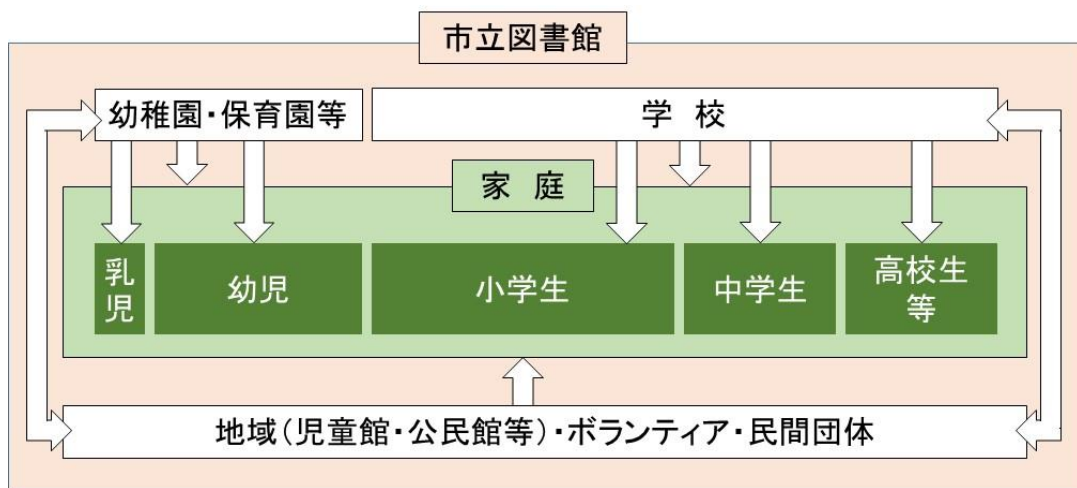 市立図書館
幼稚園・保育園等
学　校
家　庭
乳
児
幼児
小学生
中学生
高校生
等
地域（児童館・公民館等）・ボランティア・民間団体